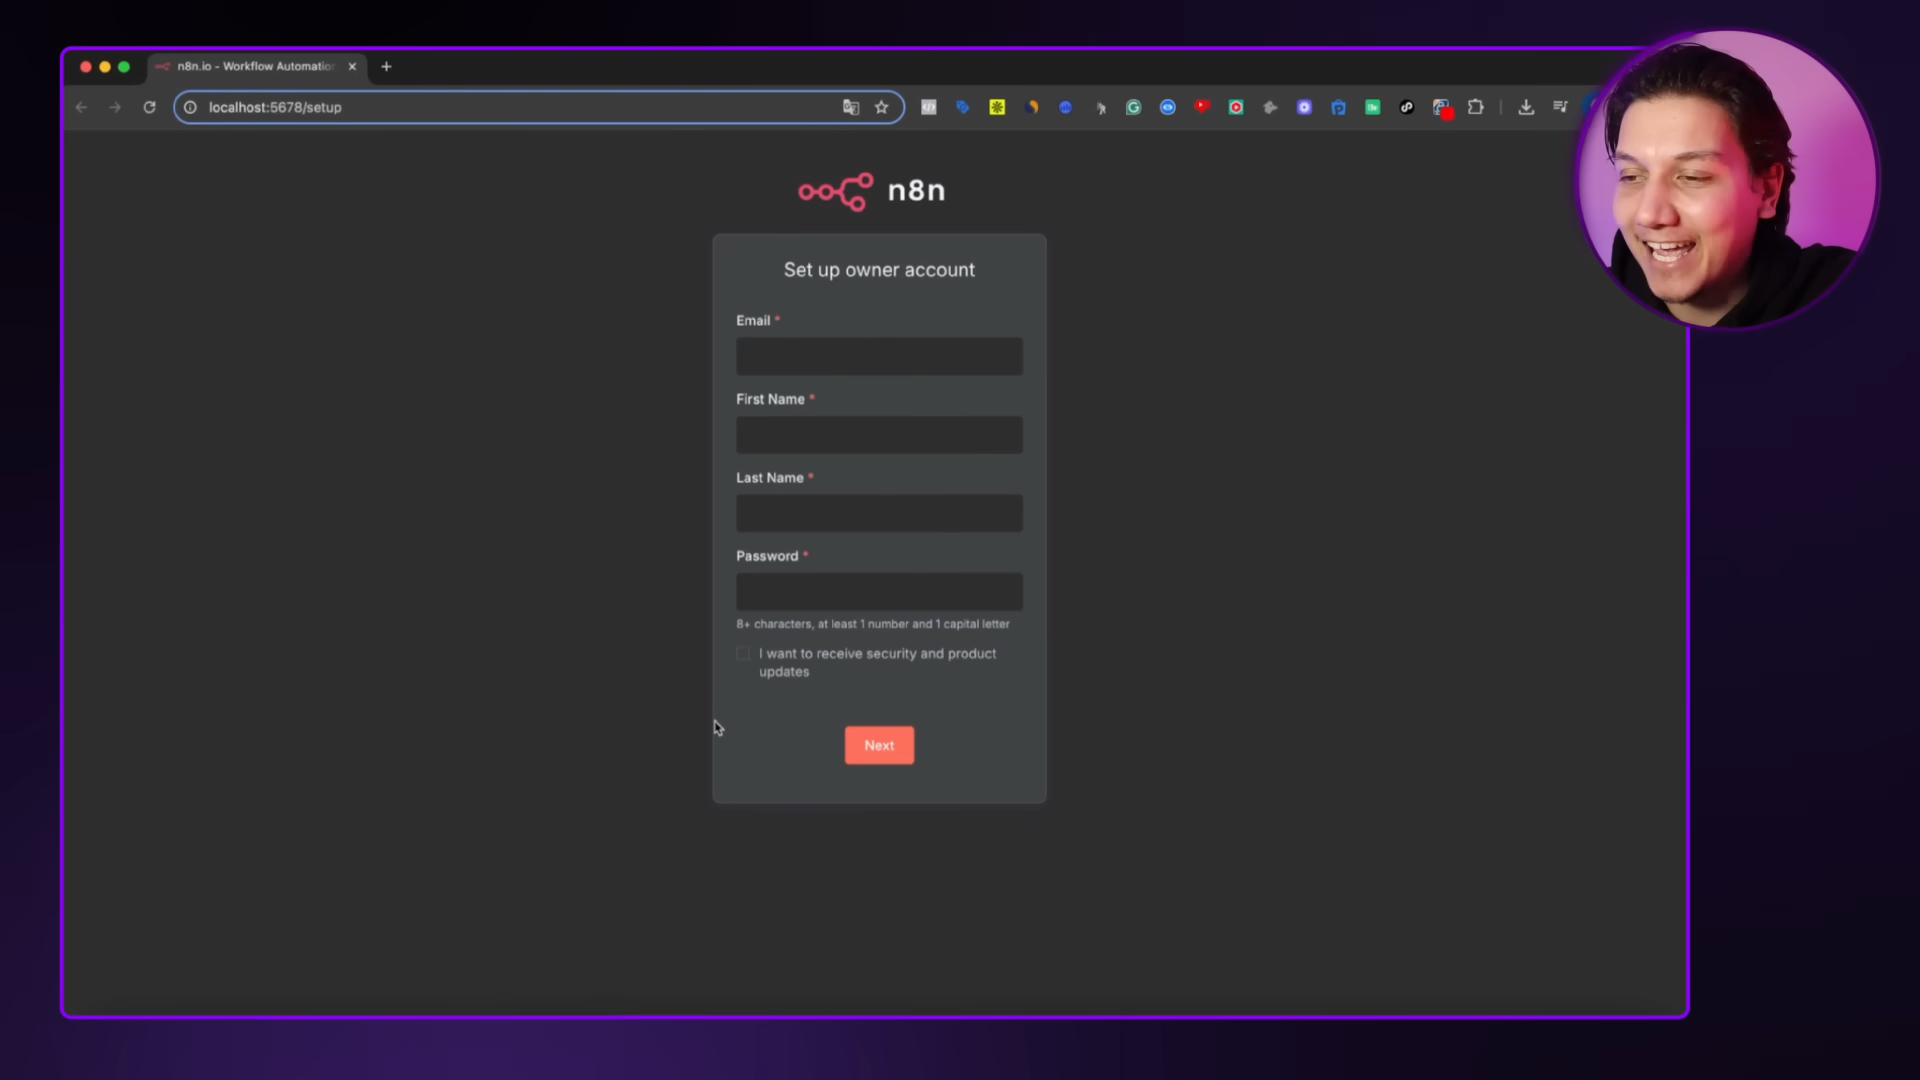 n8n.io - Workflow Automation
localhost:5678/setup
n8n
Set up owner account
Email *
First Name *
Last Name *
Password *
8+ characters, at least 1 number and 1 capital letter
I want to receive security and product
updates
Next